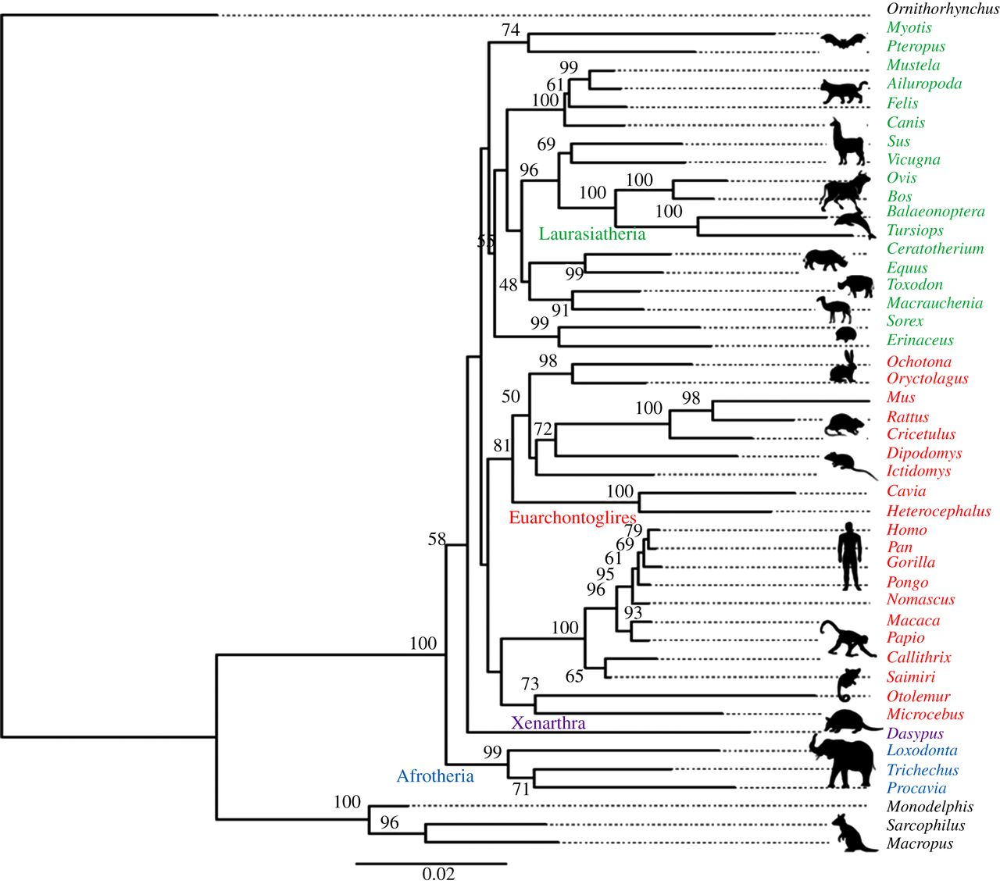 Ornithorhynchus
74
Myotis
Pteropus
99
Mustela
61
Ailuropoda
100
Felis
Canis
69
Sus
Vicugna
96
100
Ovis
100
Bos
100
Balaeonoptera
Laurasiatheria
Tursiops
55
Ceratotherium
99
Equus
48
Toxodon
91
Macrauchenia
99
Sorex
Erinaceus
98
Ochotona
Oryctolagus
50
98
Mus
100
Rattus
72
Cricetulus
81
Dipodomys
Ictidomys
100
Cavia
Euarchontoglires
Heterocephalus
79
Homo
58
69
Pan
61
Gorilla
95
Pongo
96
Nomascus
93
Macaca
100
Papio
Callithrix
65
Saimiri
73
Otolemur
Xenarthra
Microcebus
Dasypus
100
99
Loxodonta
Afrotheria
Trichechus
71
Procavia
100
Monodelphis
96
Sarcophilus
Macropus
0.02